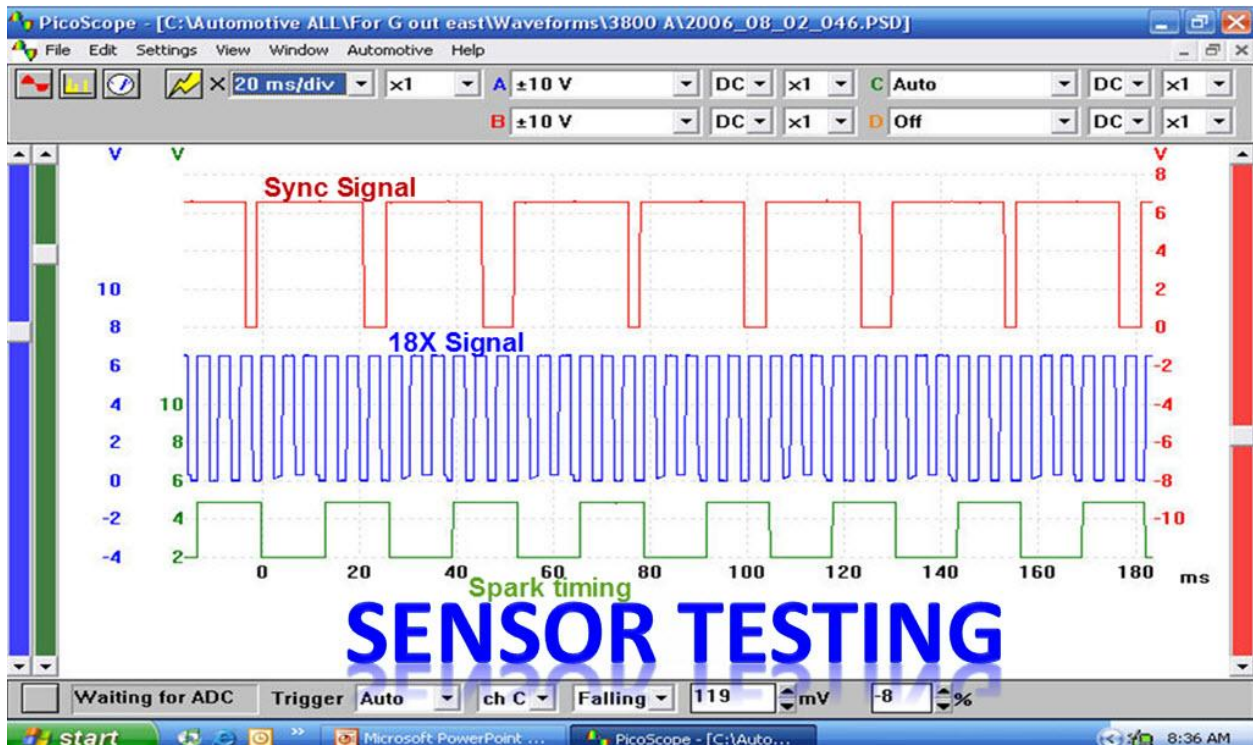 PicoScope - [C:\Automotive ALL\For G out east\Waveforms\3800 A\2006_08_02_046.PSD]
File Edit Settings View Window Automotive Help
20 ms/div x1 A ±10 V DC x1 C Auto DC x1
B ±10 V DC x1 D Off DC x1
V V V
Sync Signal 8
6
4
10 2
8 0
18X Signal
6 -2
4 10 -4
2 8 -6
0 6 -8
-2 4 -10
-4 2
0 20 40 60 80 100 120 140 160 180 ms
Spark timing
SENSOR TESTING
Waiting for ADC Trigger Auto ch C Falling 119 mV -8 %
start Microsoft PowerPoint ... PicoScope - [C:\Auto... 8:36 AM